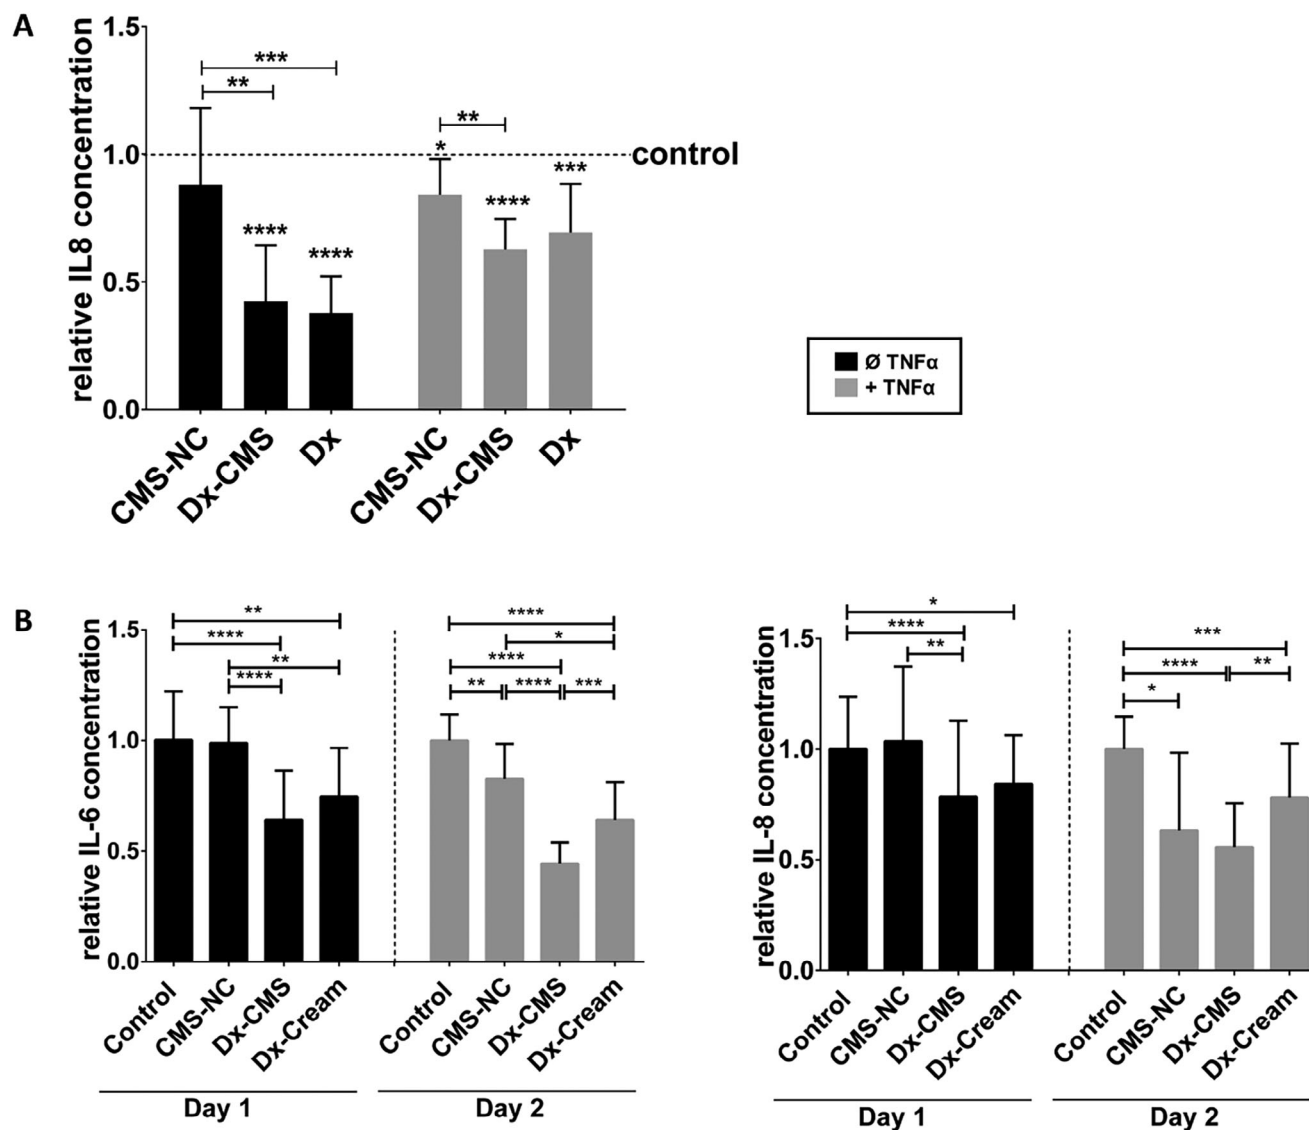 A
relative IL8 concentration
1.5
1.0
0.5
0.0
***
**
****
****
**
*
****
***
control
CMS-NC
Dx-CMS
Dx
CMS-NC
Dx-CMS
Dx
Ø TNFα
+ TNFα
B
relative IL-6 concentration
1.5
1.0
0.5
0.0
**
****
**
****
****
*
****
**
****
***
Control
CMS-NC
Dx-CMS
Dx-Cream
Control
CMS-NC
Dx-CMS
Dx-Cream
Day 1
Day 2
relative IL-8 concentration
1.5
1.0
0.5
0.0
*
****
**
***
****
**
*
Control
CMS-NC
Dx-CMS
Dx-Cream
Control
CMS-NC
Dx-CMS
Dx-Cream
Day 1
Day 2